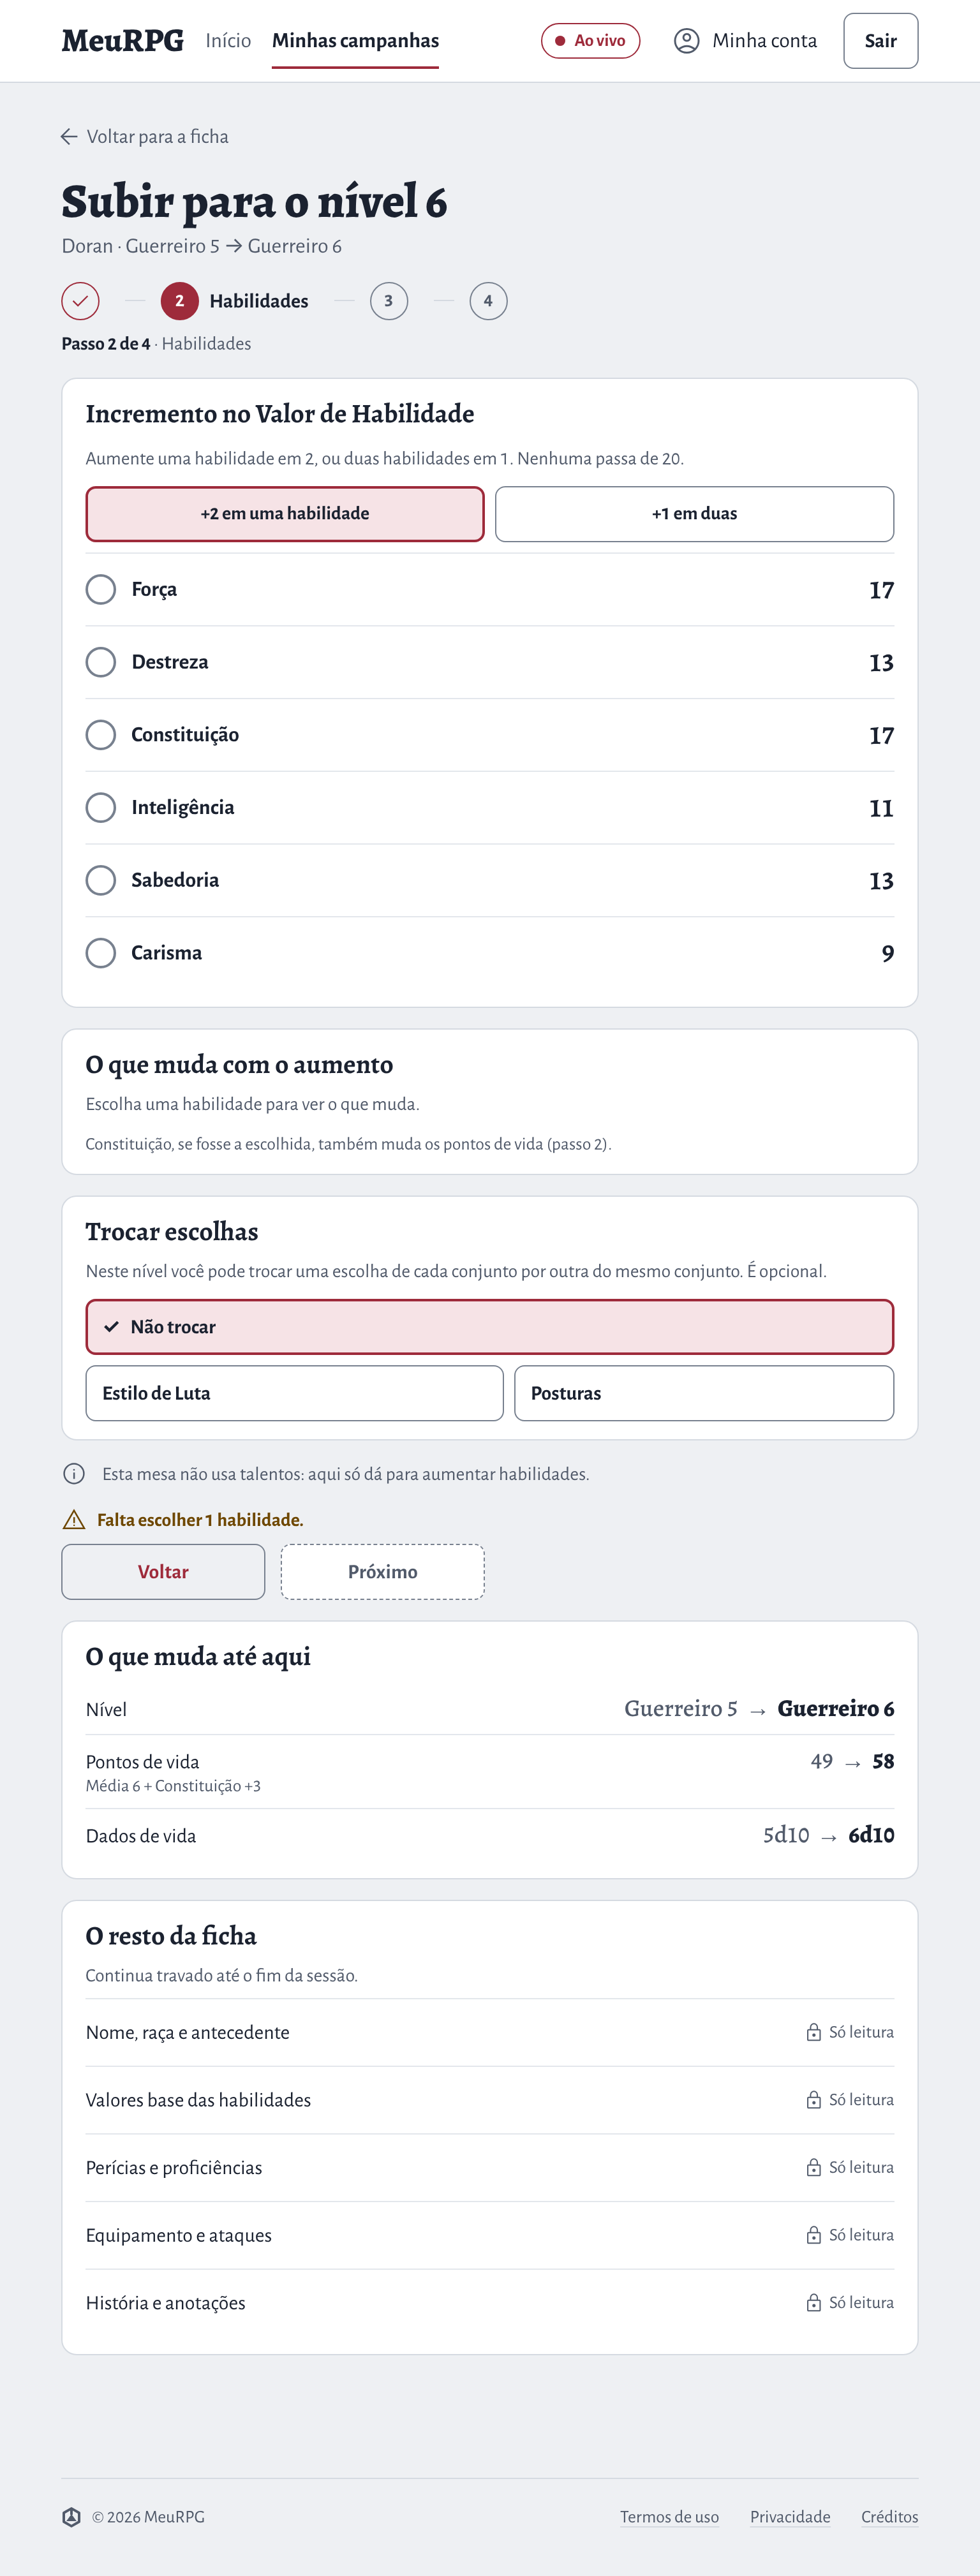 MeuRPG Início Minhas campanhas Ao vivo Minha conta Sair
Voltar para a ficha
Subir para o nível 6
Doran · Guerreiro 5 → Guerreiro 6
2 Habilidades 3 4
Passo 2 de 4 · Habilidades
Incremento no Valor de Habilidade
Aumente uma habilidade em 2, ou duas habilidades em 1. Nenhuma passa de 20.
+2 em uma habilidade +1 em duas
Força 17
Destreza 13
Constituição 17
Inteligência 11
Sabedoria 13
Carisma 9
O que muda com o aumento
Escolha uma habilidade para ver o que muda.
Constituição, se fosse a escolhida, também muda os pontos de vida (passo 2).
Trocar escolhas
Neste nível você pode trocar uma escolha de cada conjunto por outra do mesmo conjunto. É opcional.
Não trocar
Estilo de Luta Posturas
Esta mesa não usa talentos: aqui só dá para aumentar habilidades.
Falta escolher 1 habilidade.
Voltar Próximo
O que muda até aqui
Nível Guerreiro 5 → Guerreiro 6
Pontos de vida 49 → 58
Média 6 + Constituição +3
Dados de vida 5d10 → 6d10
O resto da ficha
Continua travado até o fim da sessão.
Nome, raça e antecedente Só leitura
Valores base das habilidades Só leitura
Perícias e proficiências Só leitura
Equipamento e ataques Só leitura
História e anotações Só leitura
© 2026 MeuRPG Termos de uso Privacidade Créditos